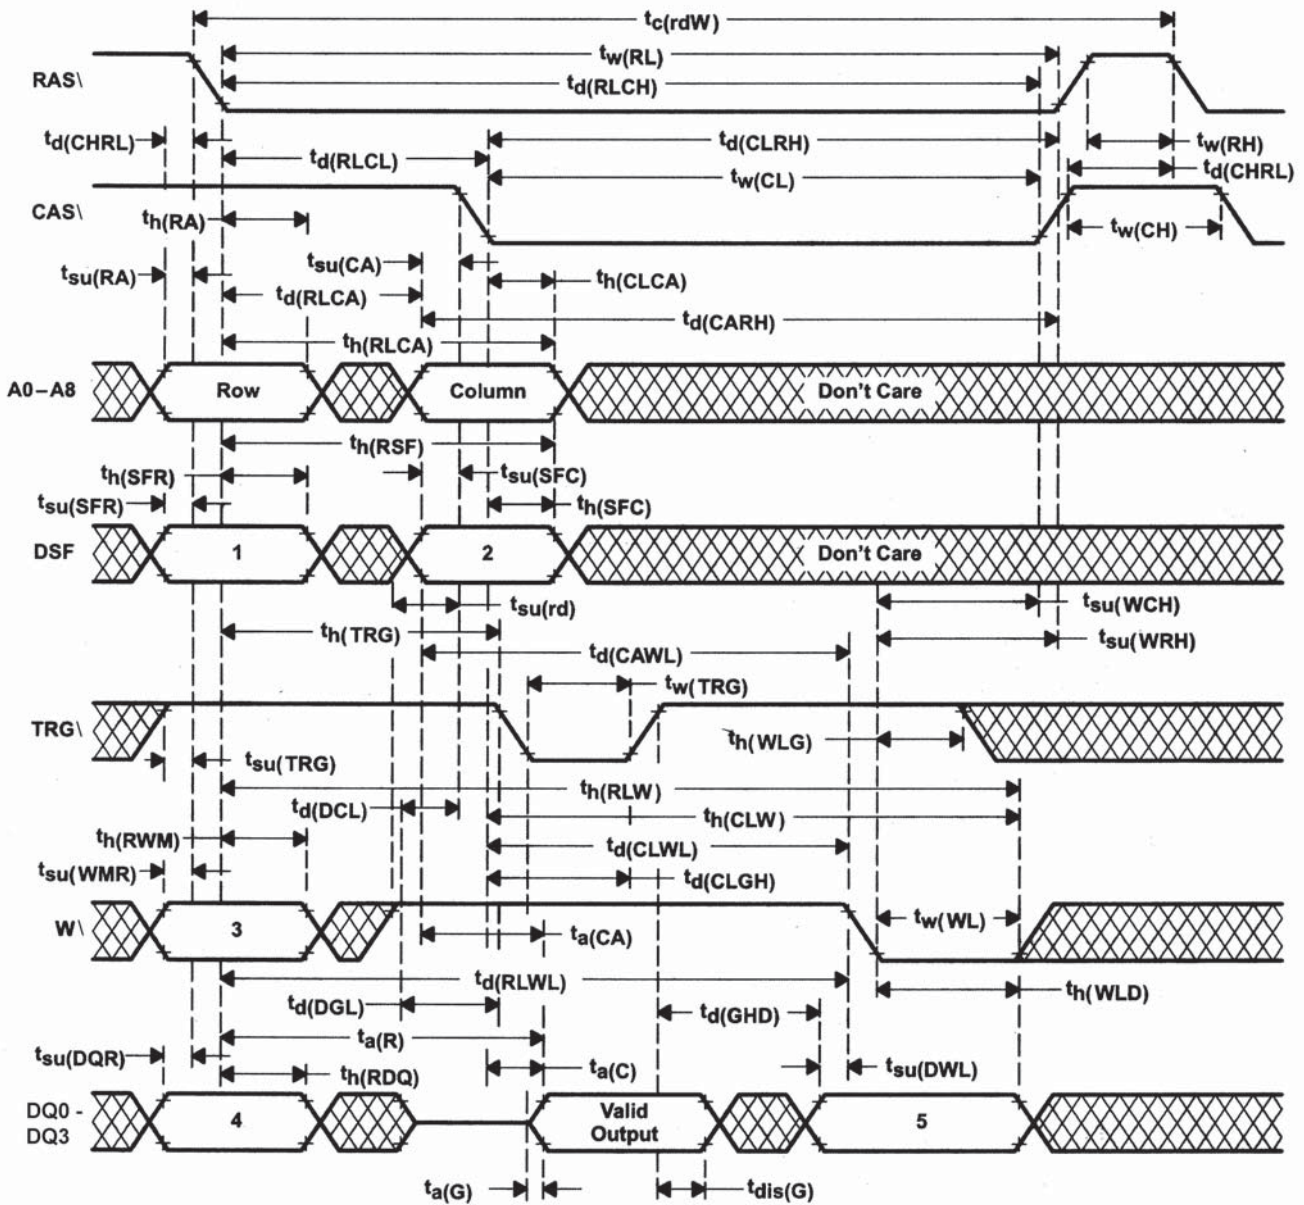 tc(rdW)
tw(RL)
RAS\
td(RLCH)
td(CHRL)
td(RLCL)
td(CLRH)
tw(RH)
td(CHRL)
tw(CL)
CAS\
th(RA)
tw(CH)
tsu(RA)
tsu(CA)
th(CLCA)
td(RLCA)
td(CARH)
th(RLCA)
A0–A8
Row
Column
Don't Care
th(RSF)
th(SFR)
tsu(SFC)
tsu(SFR)
th(SFC)
DSF
1
2
Don't Care
tsu(rd)
tsu(WCH)
th(TRG)
tsu(WRH)
td(CAWL)
tw(TRG)
TRG\
th(WLG)
tsu(TRG)
th(RLW)
td(DCL)
th(CLW)
th(RWM)
td(CLWL)
tsu(WMR)
td(CLGH)
W\
3
ta(CA)
tw(WL)
td(RLWL)
th(WLD)
td(DGL)
td(GHD)
ta(R)
tsu(DQR)
ta(C)
tsu(DWL)
th(RDQ)
DQ0 -
DQ3
4
Valid
Output
5
ta(G)
tdis(G)